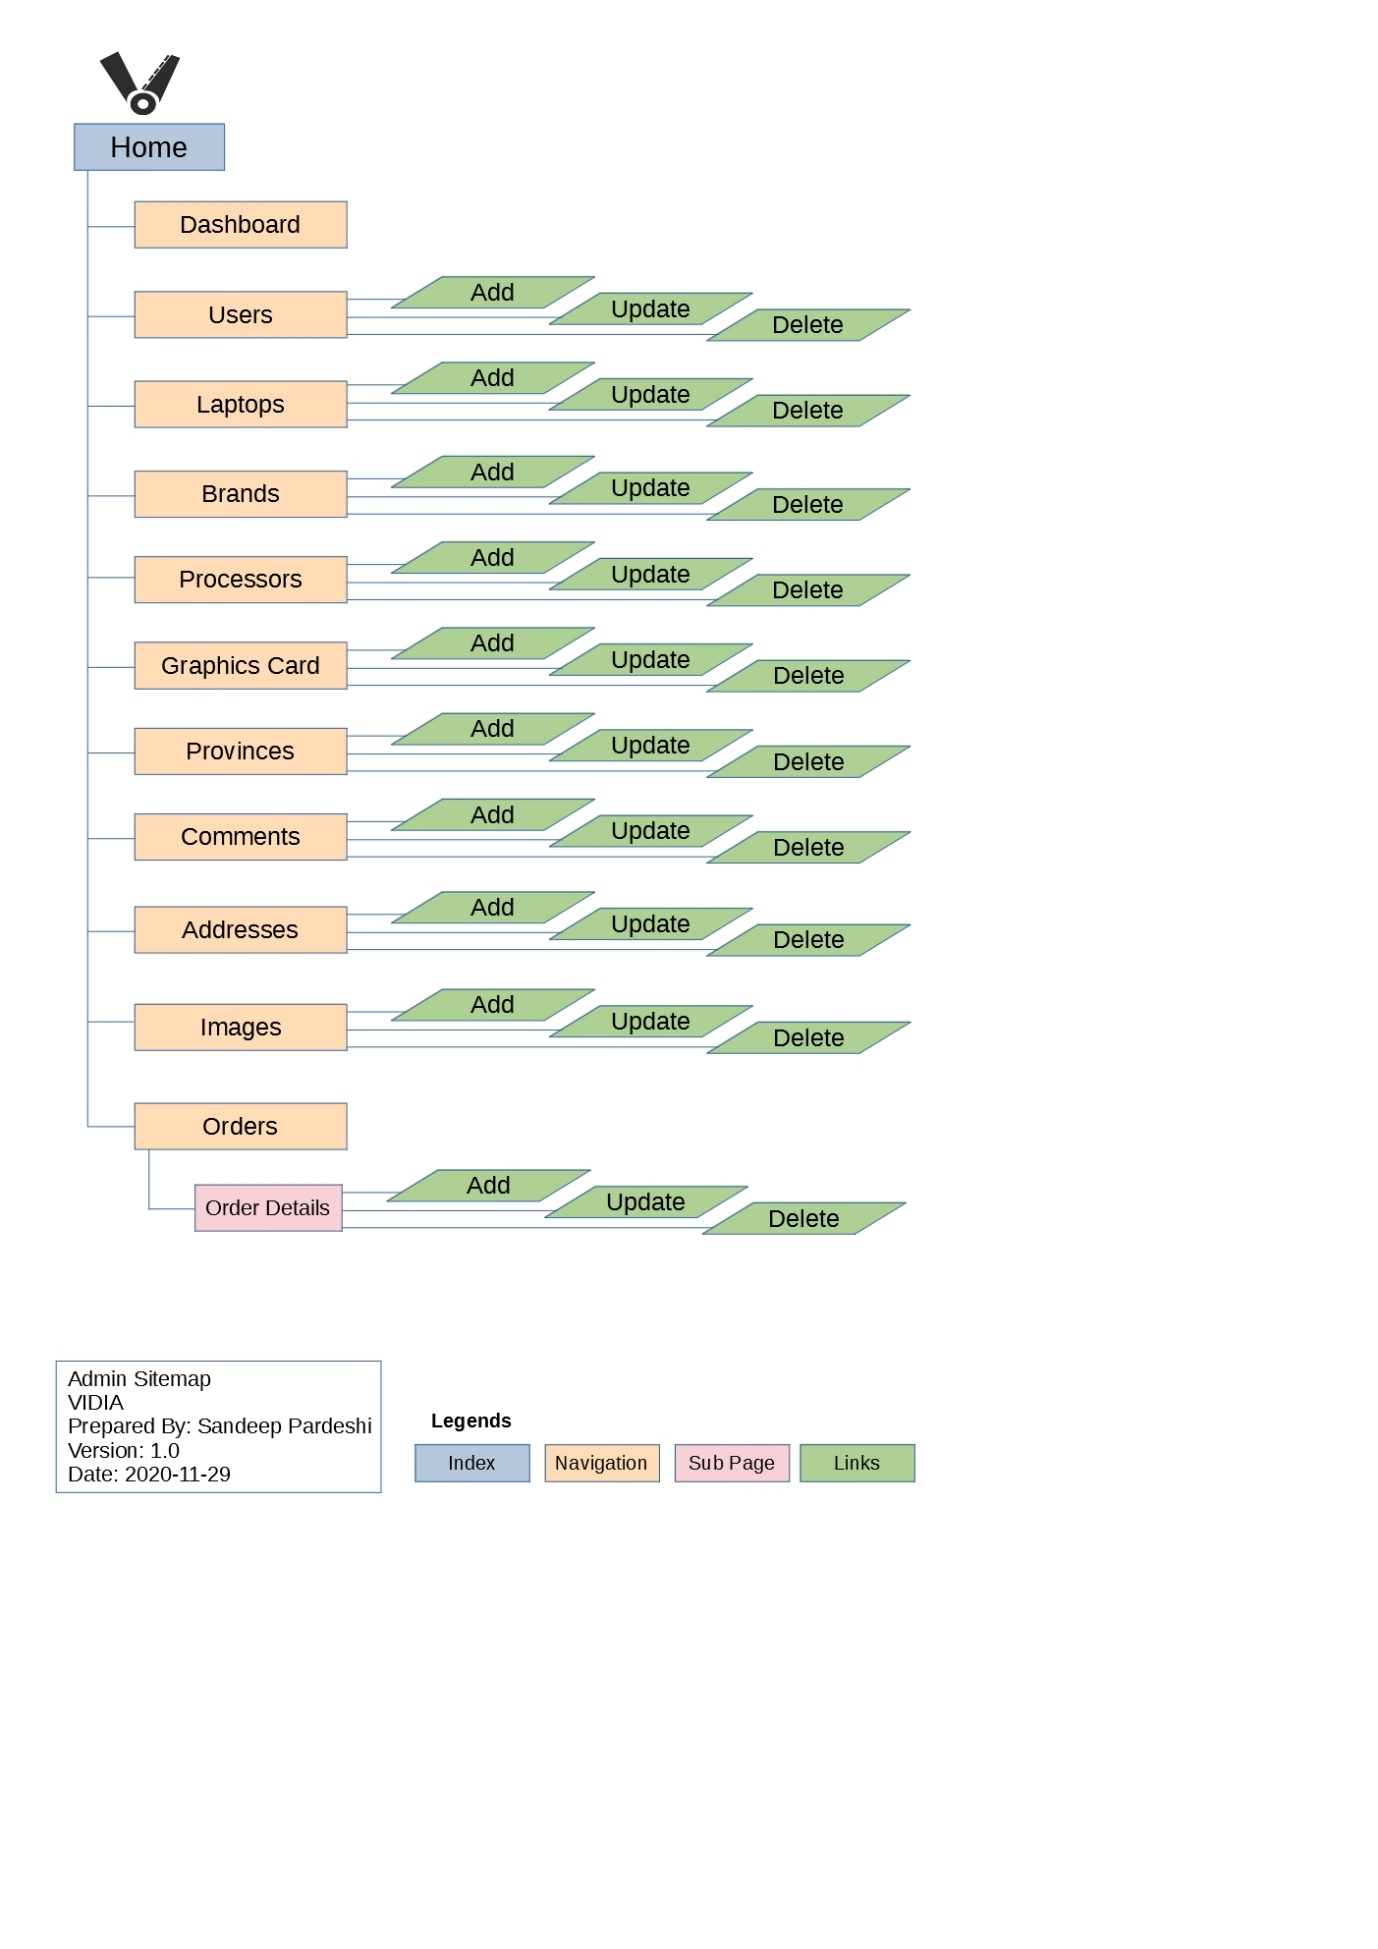 Home
Dashboard
Users
Add
Update
Delete
Laptops
Add
Update
Delete
Brands
Add
Update
Delete
Processors
Add
Update
Delete
Graphics Card
Add
Update
Delete
Provinces
Add
Update
Delete
Comments
Add
Update
Delete
Addresses
Add
Update
Delete
Images
Add
Update
Delete
Orders
Order Details
Add
Update
Delete
Admin Sitemap
VIDIA
Prepared By: Sandeep Pardeshi
Version: 1.0
Date: 2020-11-29
Legends
Index
Navigation
Sub Page
Links